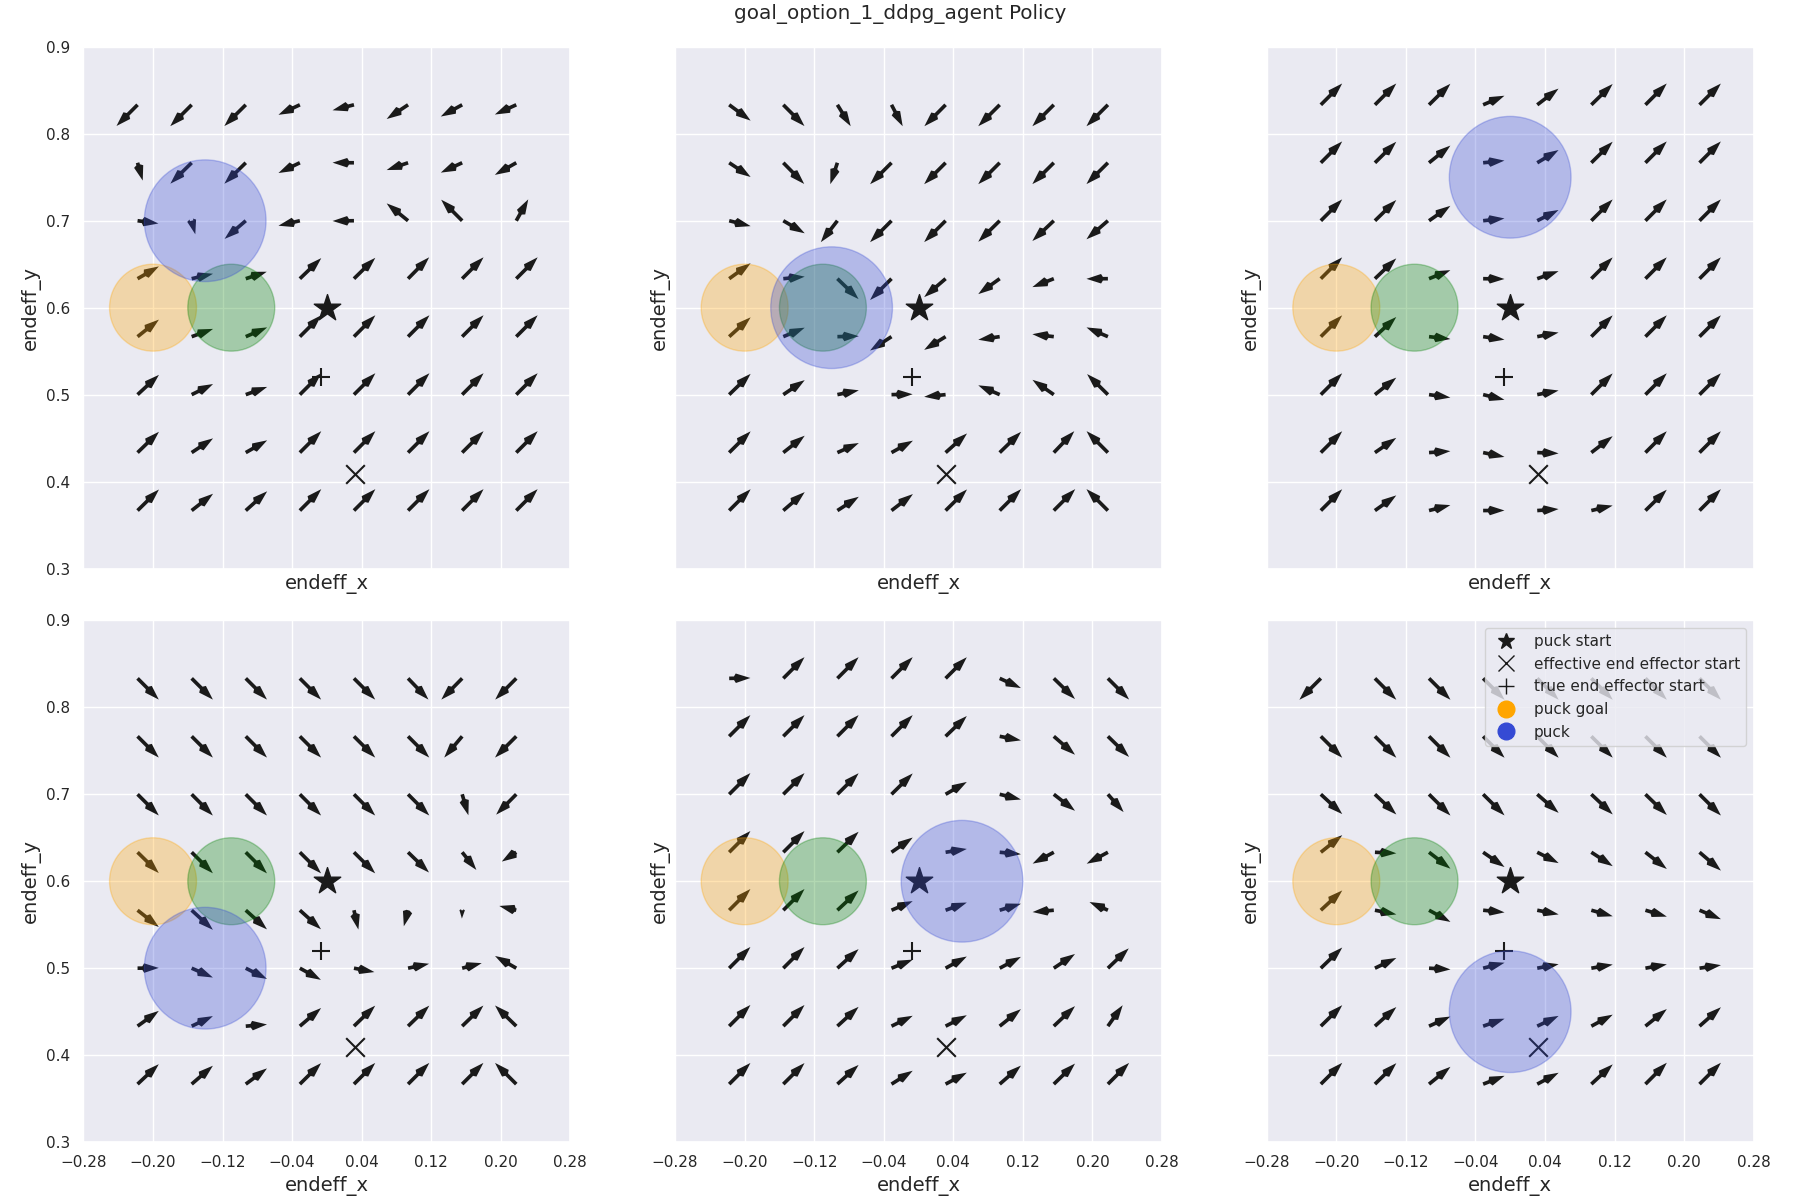 goal_option_1_ddpg_agent Policy
0.9
0.8
0.7
0.6
0.5
0.4
0.3
endeff_y
endeff_x
endeff_y
endeff_x
endeff_y
endeff_x
0.9
0.8
0.7
0.6
0.5
0.4
0.3
endeff_y
−0.28 −0.20 −0.12 −0.04 0.04 0.12 0.20 0.28
endeff_x
endeff_y
−0.28 −0.20 −0.12 −0.04 0.04 0.12 0.20 0.28
endeff_x
puck start
effective end effector start
true end effector start
puck goal
puck
endeff_y
−0.28 −0.20 −0.12 −0.04 0.04 0.12 0.20 0.28
endeff_x